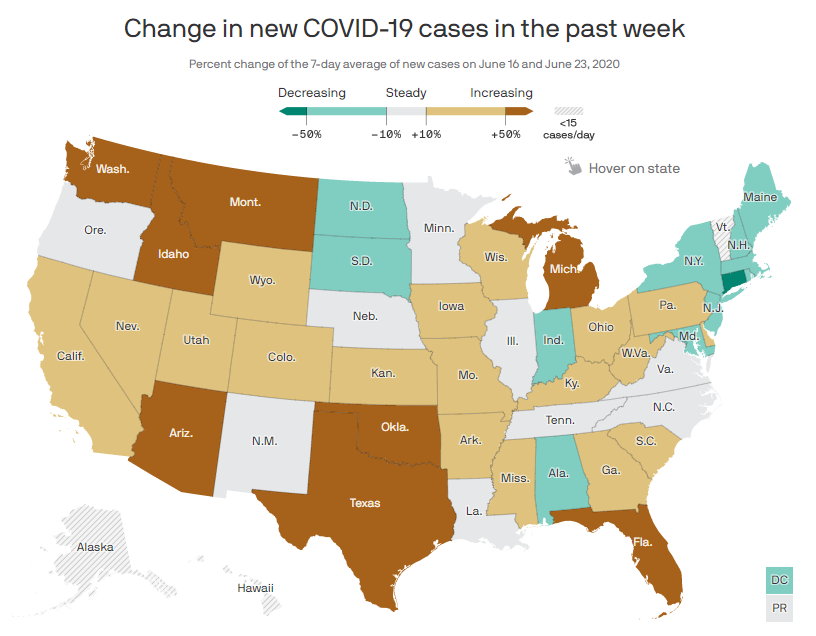 Change in new COVID-19 cases in the past week
Percent change of the 7-day average of new cases on June 16 and June 23, 2020
Decreasing Steady Increasing
−50% −10% +10% +50% <15
cases/day
Hover on state
Wash.
Mont.
N.D.
Minn.
Maine
Ore.
Idaho
Wyo.
S.D.
Wis.
Mich.
Vt.
N.H.
N.Y.
Calif.
Nev.
Utah
Colo.
Neb.
Iowa
Ill.
Ind.
Ohio
Pa.
N.J.
Md.
W.Va.
Va.
Kan.
Mo.
Ky.
N.C.
Tenn.
Ariz.
N.M.
Okla.
Ark.
S.C.
Miss.
Ala.
Ga.
Texas
La.
Fla.
Alaska
Hawaii
DC
PR